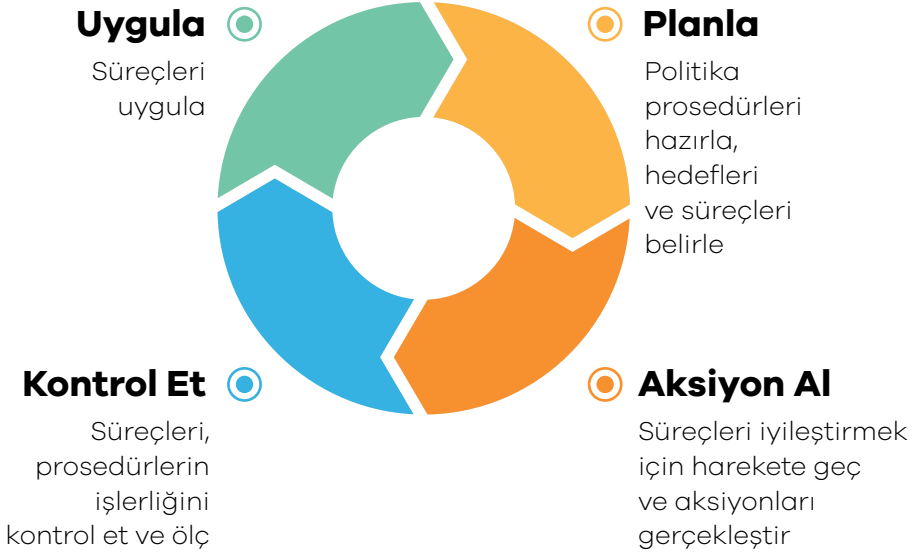 Uygula
Süreçleri
uygula
Planla
Politika
prosedürleri
hazırla,
hedefleri
ve süreçleri
belirle
Kontrol Et
Süreçleri,
prosedürlerin
işlerliğini
kontrol et ve ölç
Aksiyon Al
Süreçleri iyileştirmek
için harekete geç
ve aksiyonları
gerçekleştir